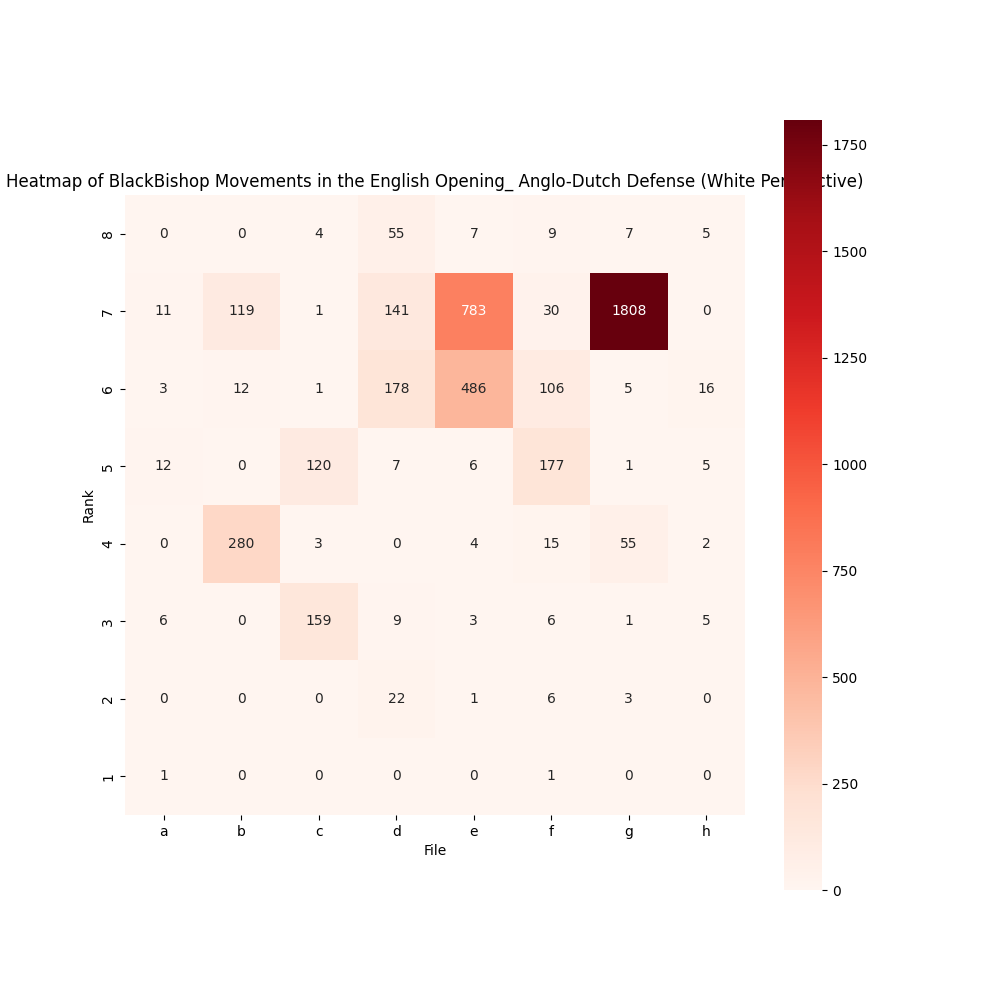 Heatmap of BlackBishop Movements in the English Opening_ Anglo-Dutch Defense (White Per ctive)
1750
1500
1250
1000
750
500
250
0
Rank
8 0 0 4 55 7 9 7 5
7 11 119 1 141 783 30 1808 0
6 3 12 1 178 486 106 5 16
5 12 0 120 7 6 177 1 5
4 0 280 3 0 4 15 55 2
3 6 0 159 9 3 6 1 5
2 0 0 0 22 1 6 3 0
1 1 0 0 0 0 1 0 0
a b c d e f g h
File